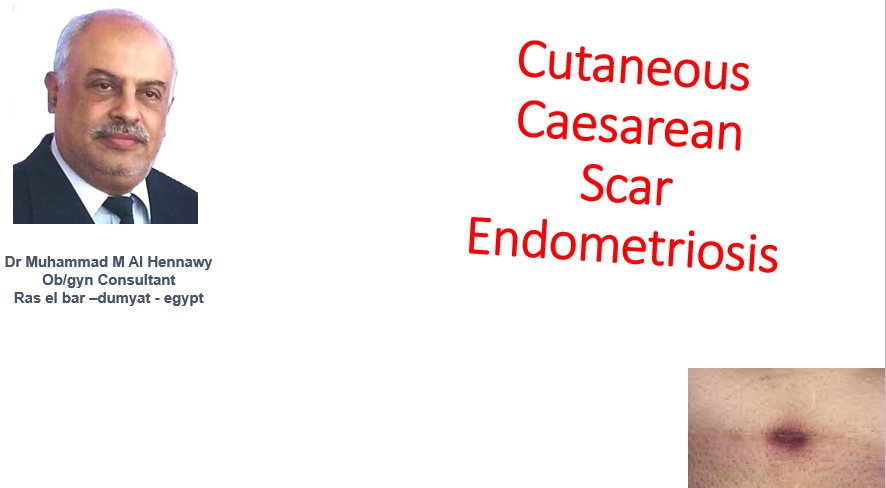 Cutaneous
Caesarean
Scar
Endometriosis
Dr Muhammad M Al Hennawy
Ob/gyn Consultant
Ras el bar –dumyat - egypt